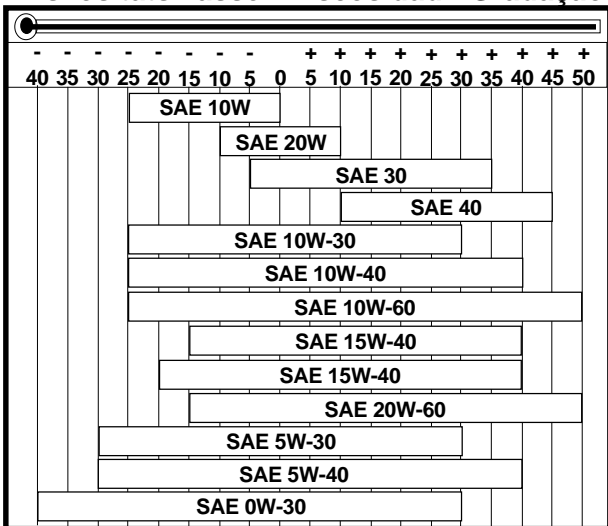 - - - - - - - - + + + + + + + + + +
40 35 30 25 20 15 10 5 0 5 10 15 20 25 30 35 40 45 50
SAE 10W
SAE 20W
SAE 30
SAE 40
SAE 10W-30
SAE 10W-40
SAE 10W-60
SAE 15W-40
SAE 15W-40
SAE 20W-60
SAE 5W-30
SAE 5W-40
SAE 0W-30